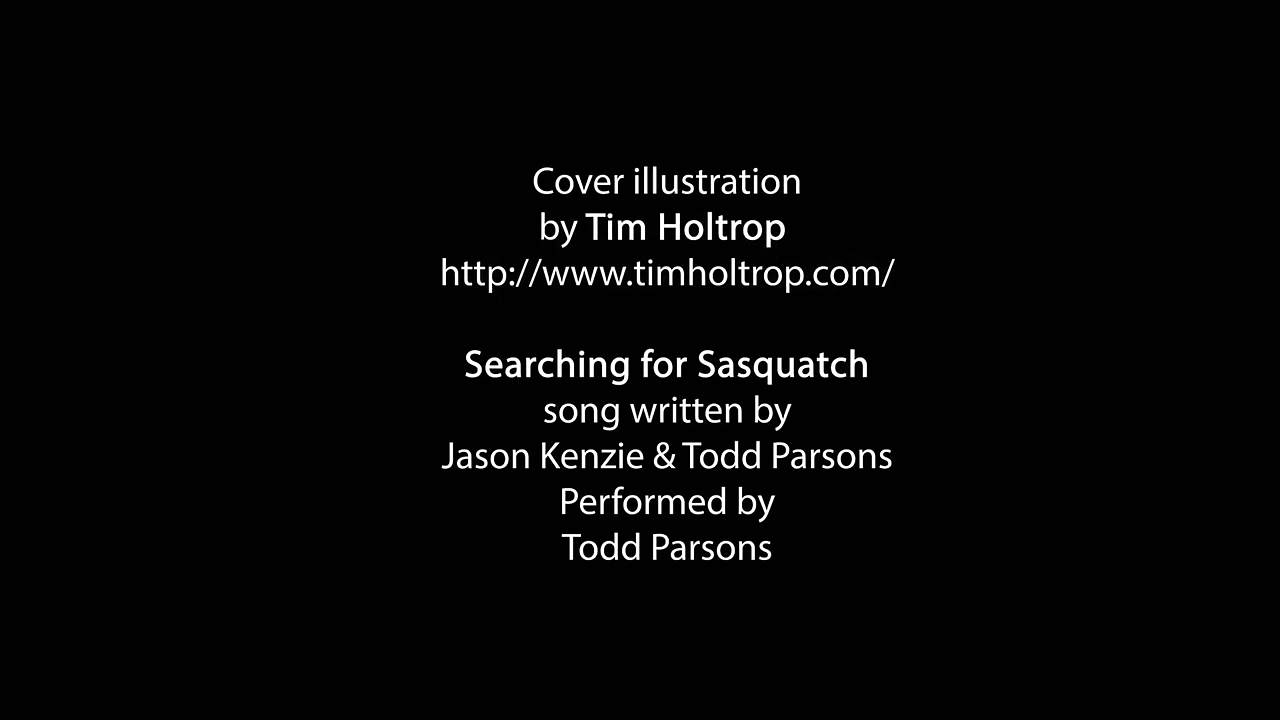 Cover illustration
by Tim Holtrop
http://www.timholtrop.com/
Searching for Sasquatch
song written by
Jason Kenzie & Todd Parsons
Performed by
Todd Parsons